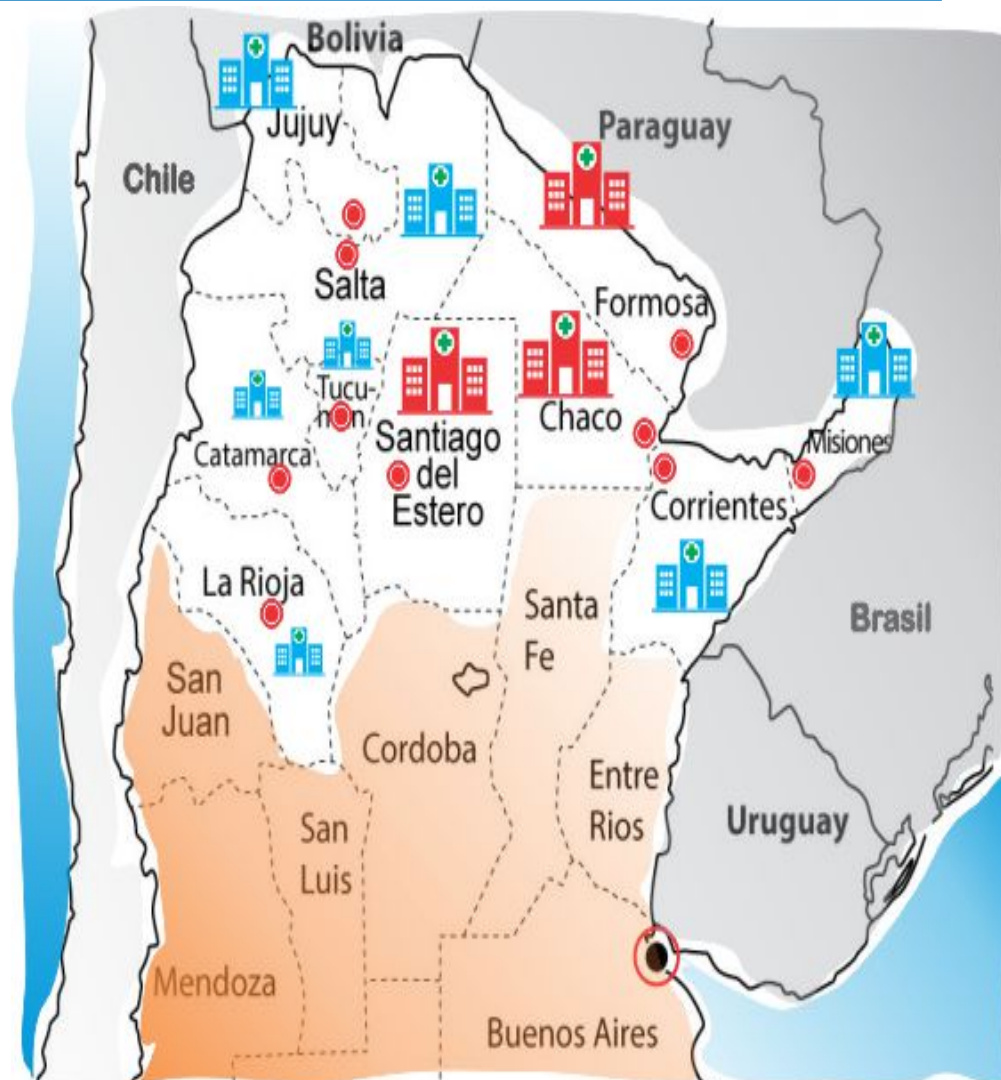 Bolivia
Jujuy
Paraguay
Chile
Salta
Formosa
Tucu-
mán
Chaco
Santiago
del
Estero
Catamarca
Misiones
Corrientes
La Rioja
Santa
Fe
Brasil
San
Juan
Cordoba
Entre
Rios
Uruguay
San
Luis
Mendoza
Buenos Aires